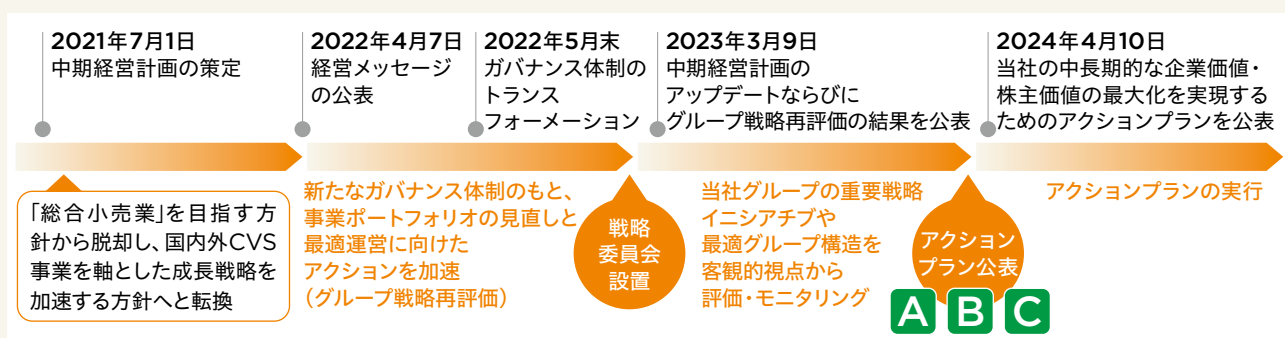 2021年7月1日
中期経営計画の策定
2022年4月7日
経営メッセージ
の公表
2022年5月末
ガバナンス体制の
トランス
フォーメーション
2023年3月9日
中期経営計画の
アップデートならびに
グループ戦略再評価の結果を公表
2024年4月10日
当社の中長期的な企業価値・
株主価値の最大化を実現する
ためのアクションプランを公表
「総合小売業」を目指す方
針から脱却し、国内外CVS
事業を軸とした成長戦略を
加速する方針へと転換
新たなガバナンス体制のもと、
事業ポートフォリオの見直しと
最適運営に向けた
アクションを加速
（グループ戦略再評価）
戦略
委員会
設置
当社グループの重要戦略
イニシアチブや
最適グループ構造を
客観的視点から
評価・モニタリング
アクション
プラン公表
A B C
アクションプランの実行